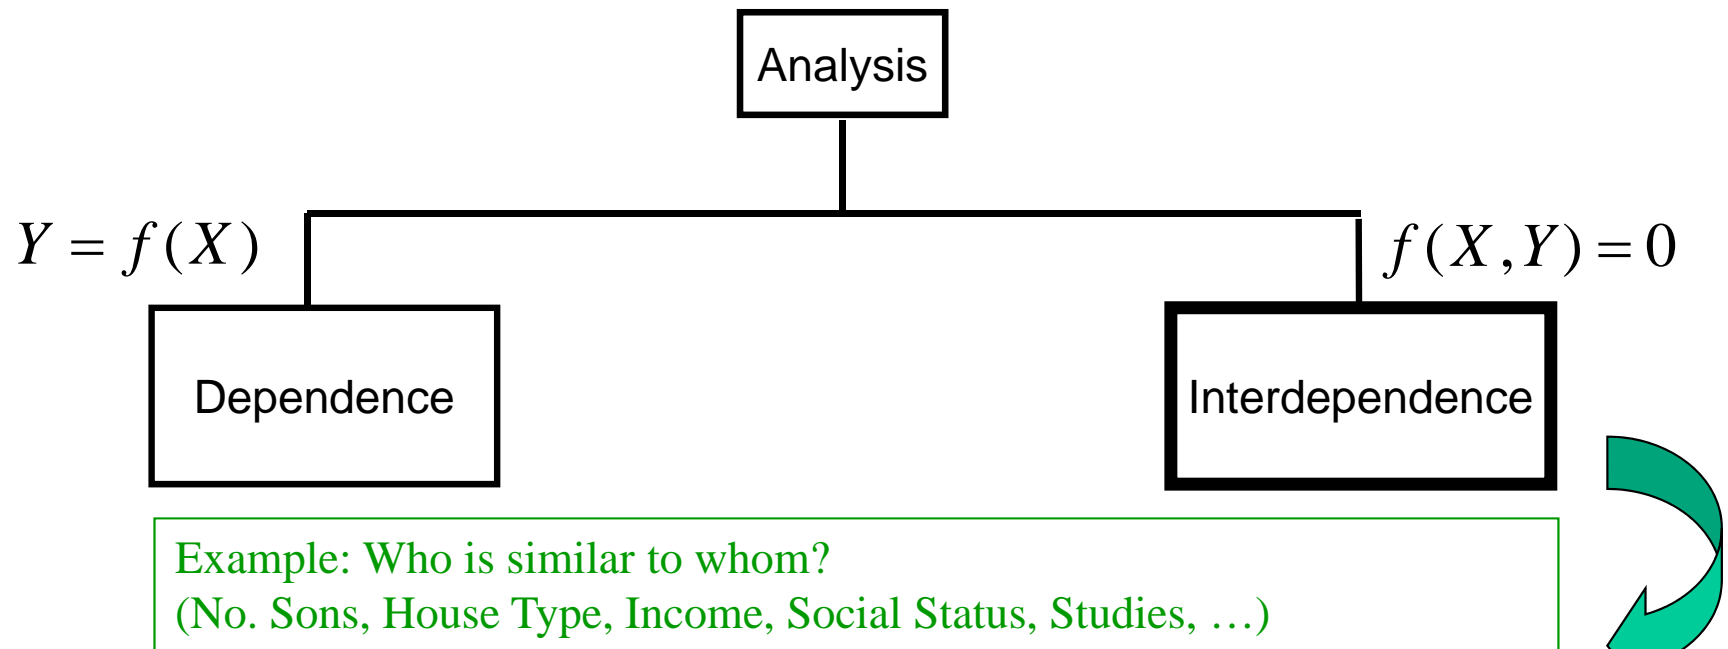 Analysis
Y = f(X)
f(X,Y) = 0
Dependence
Interdependence
Example: Who is similar to whom?
(No. Sons, House Type, Income, Social Status, Studies, …)